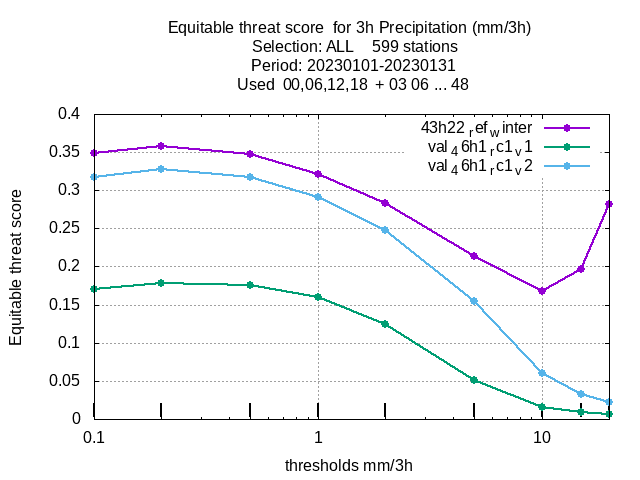 Equitable threat score  for 3h Precipitation (mm/3h)
Selection: ALL    599 stations
Period: 20230101-20230131
Used  00,06,12,18  + 03 06 ... 48
0.4
0.35
0.3
0.25
0.2
0.15
0.1
0.05
0
Equitable threat score
43h22_ref_winter
val_46h1_rc1_v1
val_46h1_rc1_v2
0.1
1
10
thresholds mm/3h